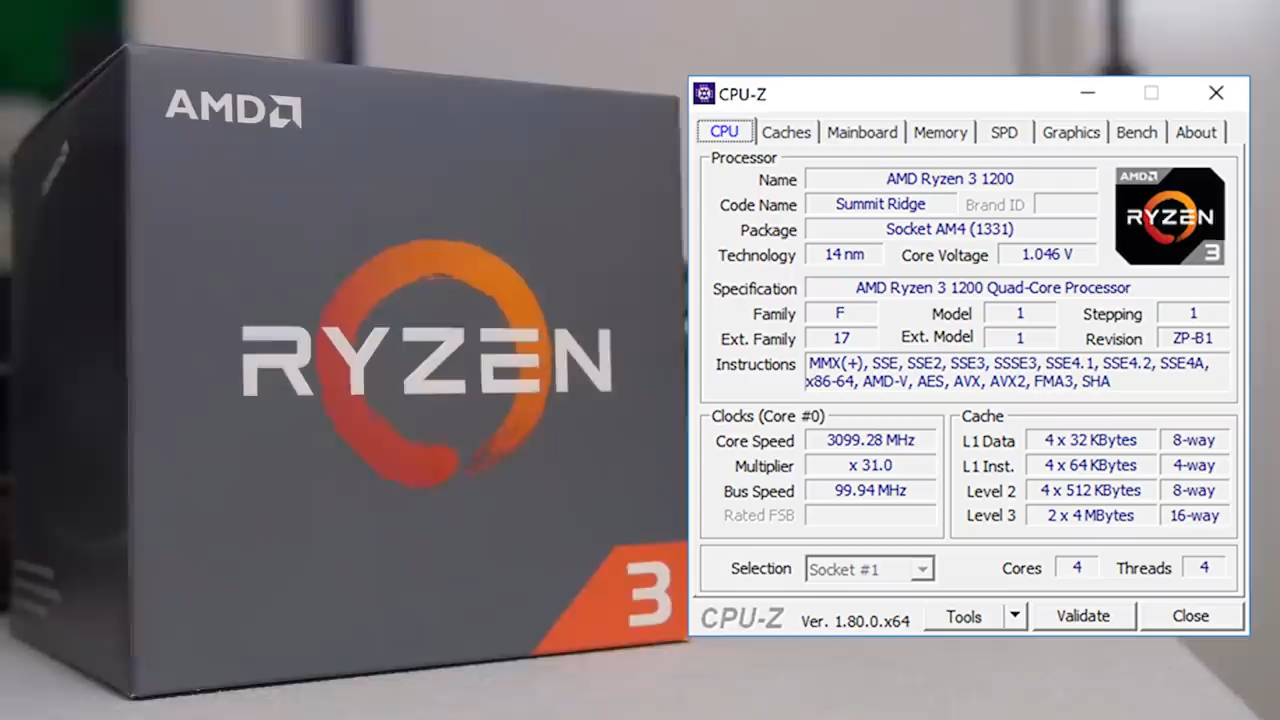 AMD
RYZEN
3
CPU-Z
CPU Caches Mainboard Memory SPD Graphics Bench About
Processor
Name AMD Ryzen 3 1200
Code Name Summit Ridge Brand ID
Package Socket AM4 (1331)
Technology 14 nm Core Voltage 1.046 V
AMD
RYZEN
3
Specification AMD Ryzen 3 1200 Quad-Core Processor
Family F Model 1 Stepping 1
Ext. Family 17 Ext. Model 1 Revision ZP-B1
Instructions MMX(+), SSE, SSE2, SSE3, SSSE3, SSE4.1, SSE4.2, SSE4A,
x86-64, AMD-V, AES, AVX, AVX2, FMA3, SHA
Clocks (Core #0)
Core Speed 3099.28 MHz
Multiplier x 31.0
Bus Speed 99.94 MHz
Rated FSB
Cache
L1 Data 4 x 32 KBytes 8-way
L1 Inst. 4 x 64 KBytes 4-way
Level 2 4 x 512 KBytes 8-way
Level 3 2 x 4 MBytes 16-way
Selection Socket #1 Cores 4 Threads 4
CPU-Z Ver. 1.80.0.x64 Tools Validate Close